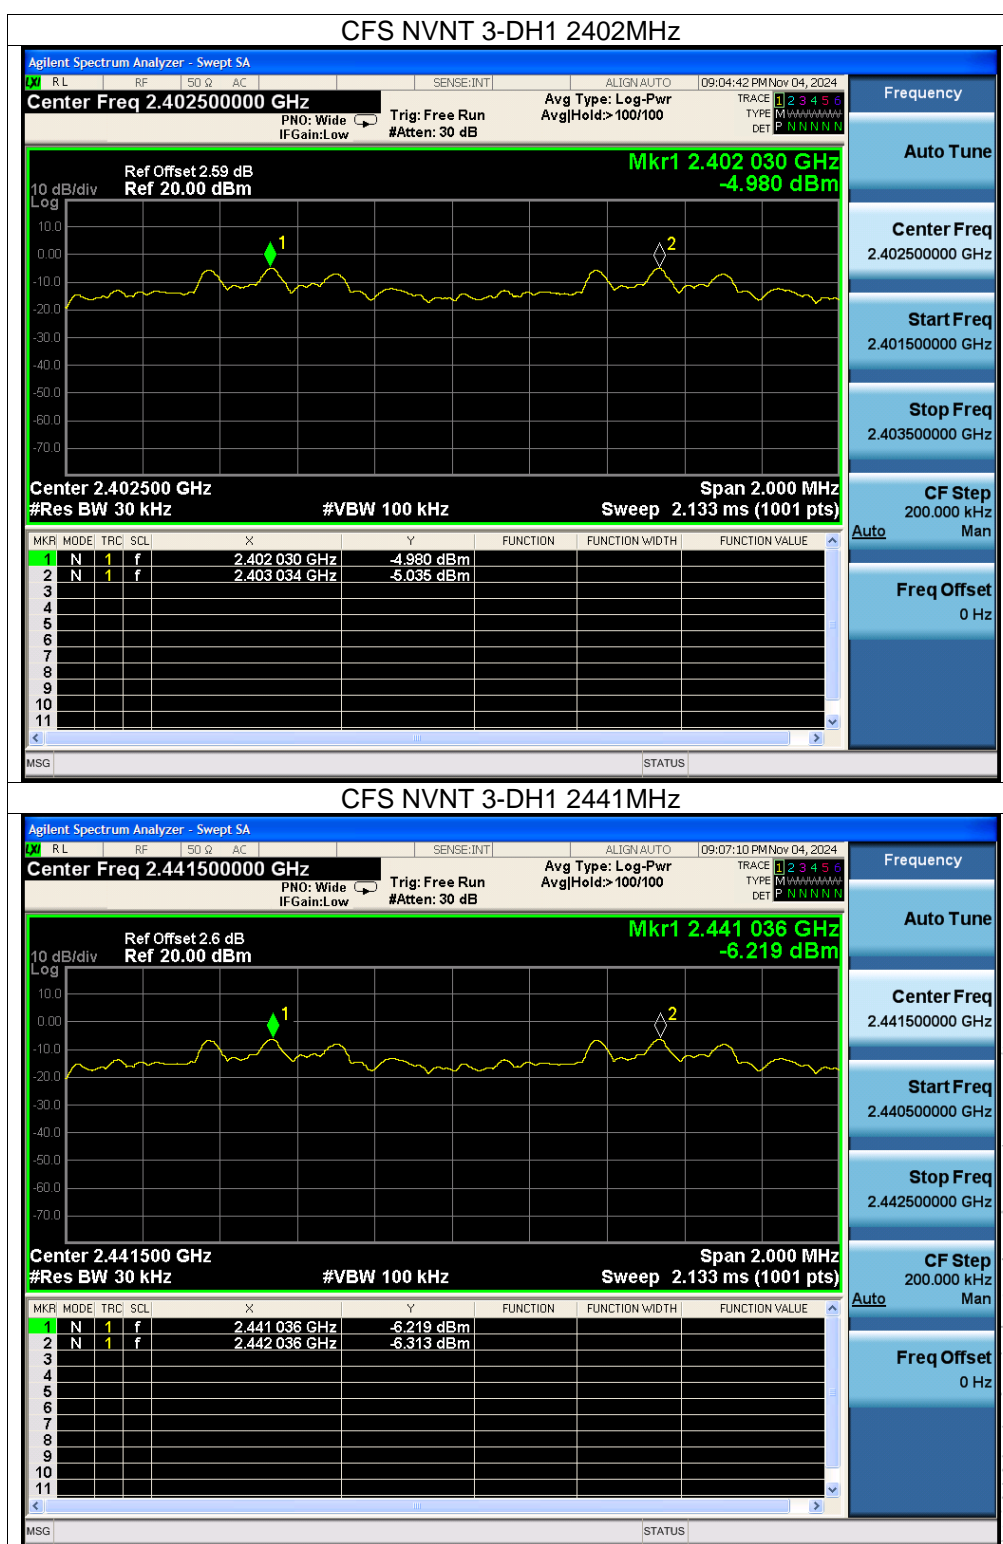 CFS NVNT 3-DH1 2402MHz
Agilent Spectrum Analyzer - Swept SA
LXI RL RF 50 Ω AC SENSE:INT ALIGN AUTO 09:04:42 PM Nov 04, 2024
Center Freq 2.402500000 GHz Avg Type: Log-Pwr TRACE 1 2 3 4 5 6
PNO: Wide Trig: Free Run Avg|Hold:> 100/100 TYPE M
IFGain:Low #Atten: 30 dB DET P N N N N N
Mkr1 2.402 030 GHz
Ref Offset 2.59 dB
10 dB/div Ref 20.00 dBm -4.980 dBm
Log
10.0
1 2
0.00
-10.0
-20.0
-30.0
-40.0
-50.0
-60.0
-70.0
Center 2.402500 GHz Span 2.000 MHz
#Res BW 30 kHz #VBW 100 kHz Sweep 2.133 ms (1001 pts)
MKR MODE TRC SCL X Y FUNCTION FUNCTION WIDTH FUNCTION VALUE
1 N 1 f 2.402 030 GHz -4.980 dBm
2 N 1 f 2.403 034 GHz -5.035 dBm
3
4
5
6
7
8
9
10
11
MSG STATUS
Frequency
Auto Tune
Center Freq
2.402500000 GHz
Start Freq
2.401500000 GHz
Stop Freq
2.403500000 GHz
CF Step
200.000 kHz
Auto Man
Freq Offset
0 Hz
CFS NVNT 3-DH1 2441MHz
Agilent Spectrum Analyzer - Swept SA
LXI RL RF 50 Ω AC SENSE:INT ALIGN AUTO 09:07:10 PM Nov 04, 2024
Center Freq 2.441500000 GHz Avg Type: Log-Pwr TRACE 1 2 3 4 5 6
PNO: Wide Trig: Free Run Avg|Hold:> 100/100 TYPE M
IFGain:Low #Atten: 30 dB DET P N N N N N
Mkr1 2.441 036 GHz
Ref Offset 2.6 dB
10 dB/div Ref 20.00 dBm -6.219 dBm
Log
10.0
1 2
0.00
-10.0
-20.0
-30.0
-40.0
-50.0
-60.0
-70.0
Center 2.441500 GHz Span 2.000 MHz
#Res BW 30 kHz #VBW 100 kHz Sweep 2.133 ms (1001 pts)
MKR MODE TRC SCL X Y FUNCTION FUNCTION WIDTH FUNCTION VALUE
1 N 1 f 2.441 036 GHz -6.219 dBm
2 N 1 f 2.442 036 GHz -6.313 dBm
3
4
5
6
7
8
9
10
11
MSG STATUS
Frequency
Auto Tune
Center Freq
2.441500000 GHz
Start Freq
2.440500000 GHz
Stop Freq
2.442500000 GHz
CF Step
200.000 kHz
Auto Man
Freq Offset
0 Hz